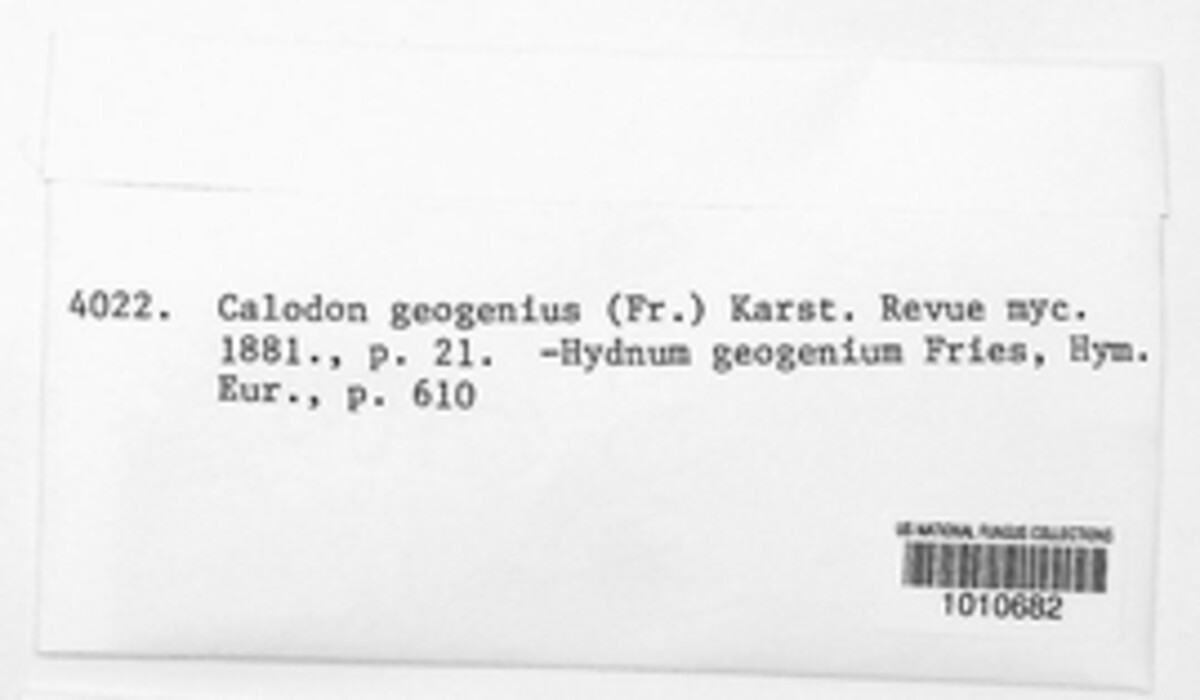 4022. Calodon geogenius (Fr.) Karst. Revue myc.
1881., p. 21. -Hydnum geogenium Fries, Hym.
Eur., p. 610
US NATIONAL FUNGUS COLLECTIONS
1010682